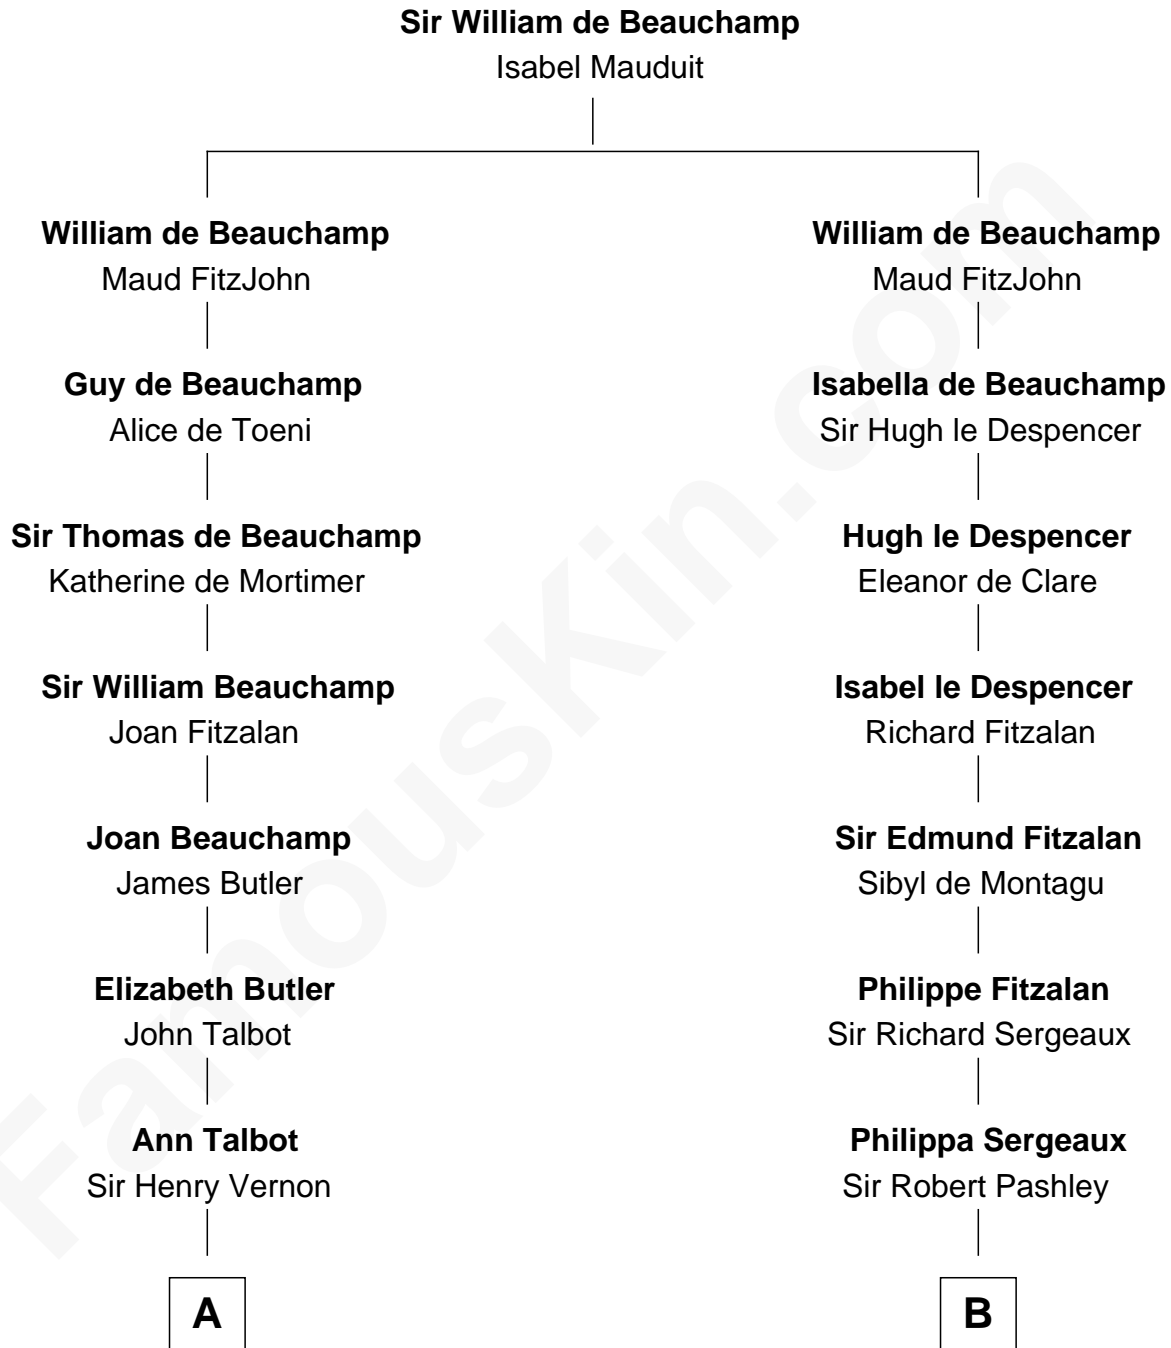 Sir William de Beauchamp
Isabel Mauduit
William de Beauchamp
Maud FitzJohn
William de Beauchamp
Maud FitzJohn
Guy de Beauchamp
Alice de Toeni
Isabella de Beauchamp
Sir Hugh le Despencer
Sir Thomas de Beauchamp
Katherine de Mortimer
Hugh le Despencer
Eleanor de Clare
Sir William Beauchamp
Joan Fitzalan
Isabel le Despencer
Richard Fitzalan
Joan Beauchamp
James Butler
Sir Edmund Fitzalan
Sibyl de Montagu
Elizabeth Butler
John Talbot
Philippe Fitzalan
Sir Richard Sergeaux
Ann Talbot
Sir Henry Vernon
Philippa Sergeaux
Sir Robert Pashley
A
B
FamousKin.com